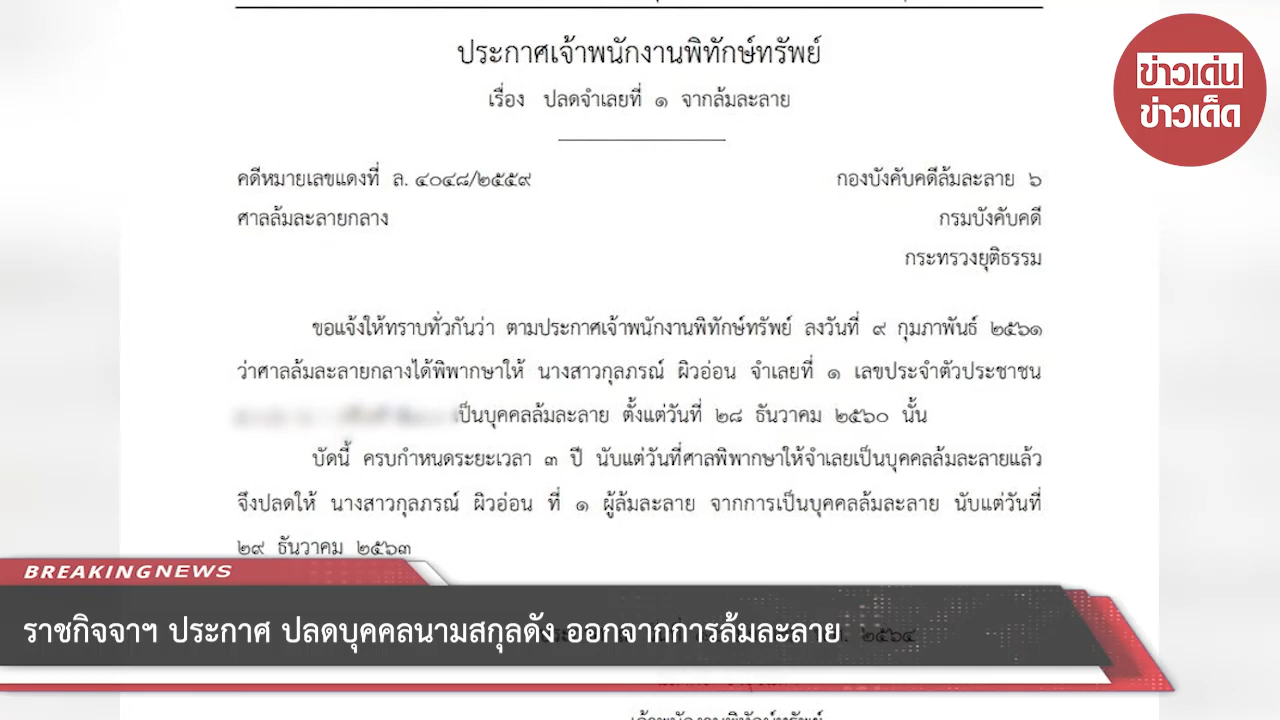 ประกาศเจ้าพนักงานพิทักษ์ทรัพย์
เรื่อง ปลดจำเลยที่ ๑ จากล้มละลาย
ข่าวเด่น
ข่าวเด็ด
คดีหมายเลขแดงที่ ล. ๔๐๔๘/๒๕๕๙
กองบังคับคดีล้มละลาย ๖
ศาลล้มละลายกลาง
กรมบังคับคดี
กระทรวงยุติธรรม
ขอแจ้งให้ทราบทั่วกันว่า ตามประกาศเจ้าพนักงานพิทักษ์ทรัพย์ ลงวันที่ ๙ กุมภาพันธ์ ๒๕๖๑
ว่าศาลล้มละลายกลางได้พิพากษาให้ นางสาวกุลภรณ์ ผิวอ่อน จำเลยที่ ๑ เลขประจำตัวประชาชน
เป็นบุคคลล้มละลาย ตั้งแต่วันที่ ๒๘ ธันวาคม ๒๕๖๐ นั้น
บัดนี้ ครบกำหนดระยะเวลา ๓ ปี นับแต่วันที่ศาลพิพากษาให้จำเลยเป็นบุคคลล้มละลายแล้ว
จึงปลดให้ นางสาวกุลภรณ์ ผิวอ่อน ที่ ๑ ผู้ล้มละลาย จากการเป็นบุคคลล้มละลาย นับแต่วันที่
๒๙ ธันวาคม ๒๕๖๓
BREAKING NEWS
ราชกิจจาฯ ประกาศ ปลดบุคคลนามสกุลดัง ออกจากการล้มละลาย
๒๕๖๔
เจ้าพนักงานพิทักษ์ทรัพย์